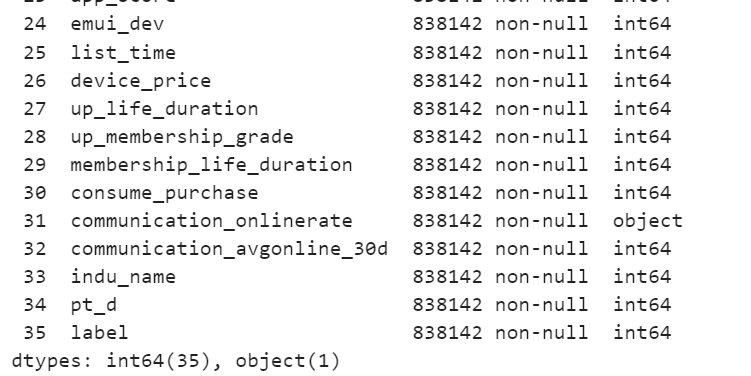 24 emui_dev 838142 non-null int64
25 list_time 838142 non-null int64
26 device_price 838142 non-null int64
27 up_life_duration 838142 non-null int64
28 up_membership_grade 838142 non-null int64
29 membership_life_duration 838142 non-null int64
30 consume_purchase 838142 non-null int64
31 communication_onlinerate 838142 non-null object
32 communication_avgonline_30d 838142 non-null int64
33 indu_name 838142 non-null int64
34 pt_d 838142 non-null int64
35 label 838142 non-null int64
dtypes: int64(35), object(1)